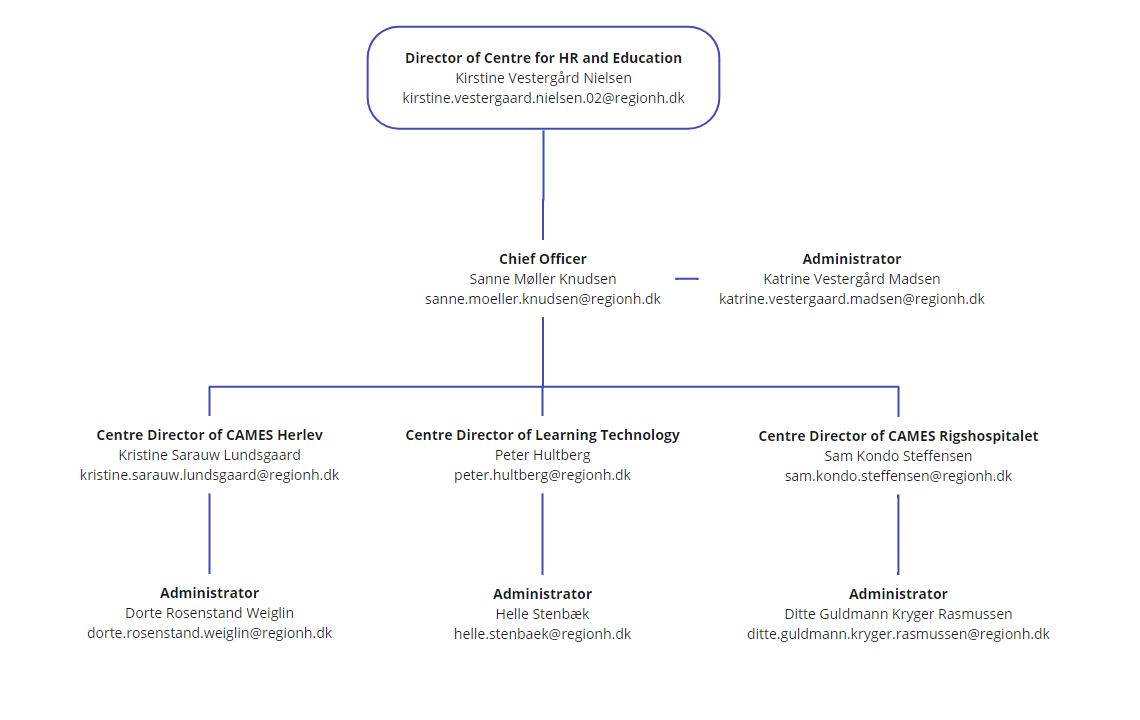 Director of Centre for HR and Education
Kirstine Vestergård Nielsen
kirstine.vestergaard.nielsen.02@regionh.dk
Chief Officer
Sanne Møller Knudsen
sanne.moeller.knudsen@regionh.dk
Administrator
Katrine Vestergård Madsen
katrine.vestergaard.madsen@regionh.dk
Centre Director of CAMES Herlev
Kristine Sarauw Lundsgaard
kristine.sarauw.lundsgaard@regionh.dk
Centre Director of Learning Technology
Peter Hultberg
peter.hultberg@regionh.dk
Centre Director of CAMES Rigshospitalet
Sam Kondo Steffensen
sam.kondo.steffensen@regionh.dk
Administrator
Dorte Rosenstand Weiglin
dorte.rosenstand.weiglin@regionh.dk
Administrator
Helle Stenbæk
helle.stenbaek@regionh.dk
Administrator
Ditte Guldmann Kryger Rasmussen
ditte.guldmann.kryger.rasmussen@regionh.dk